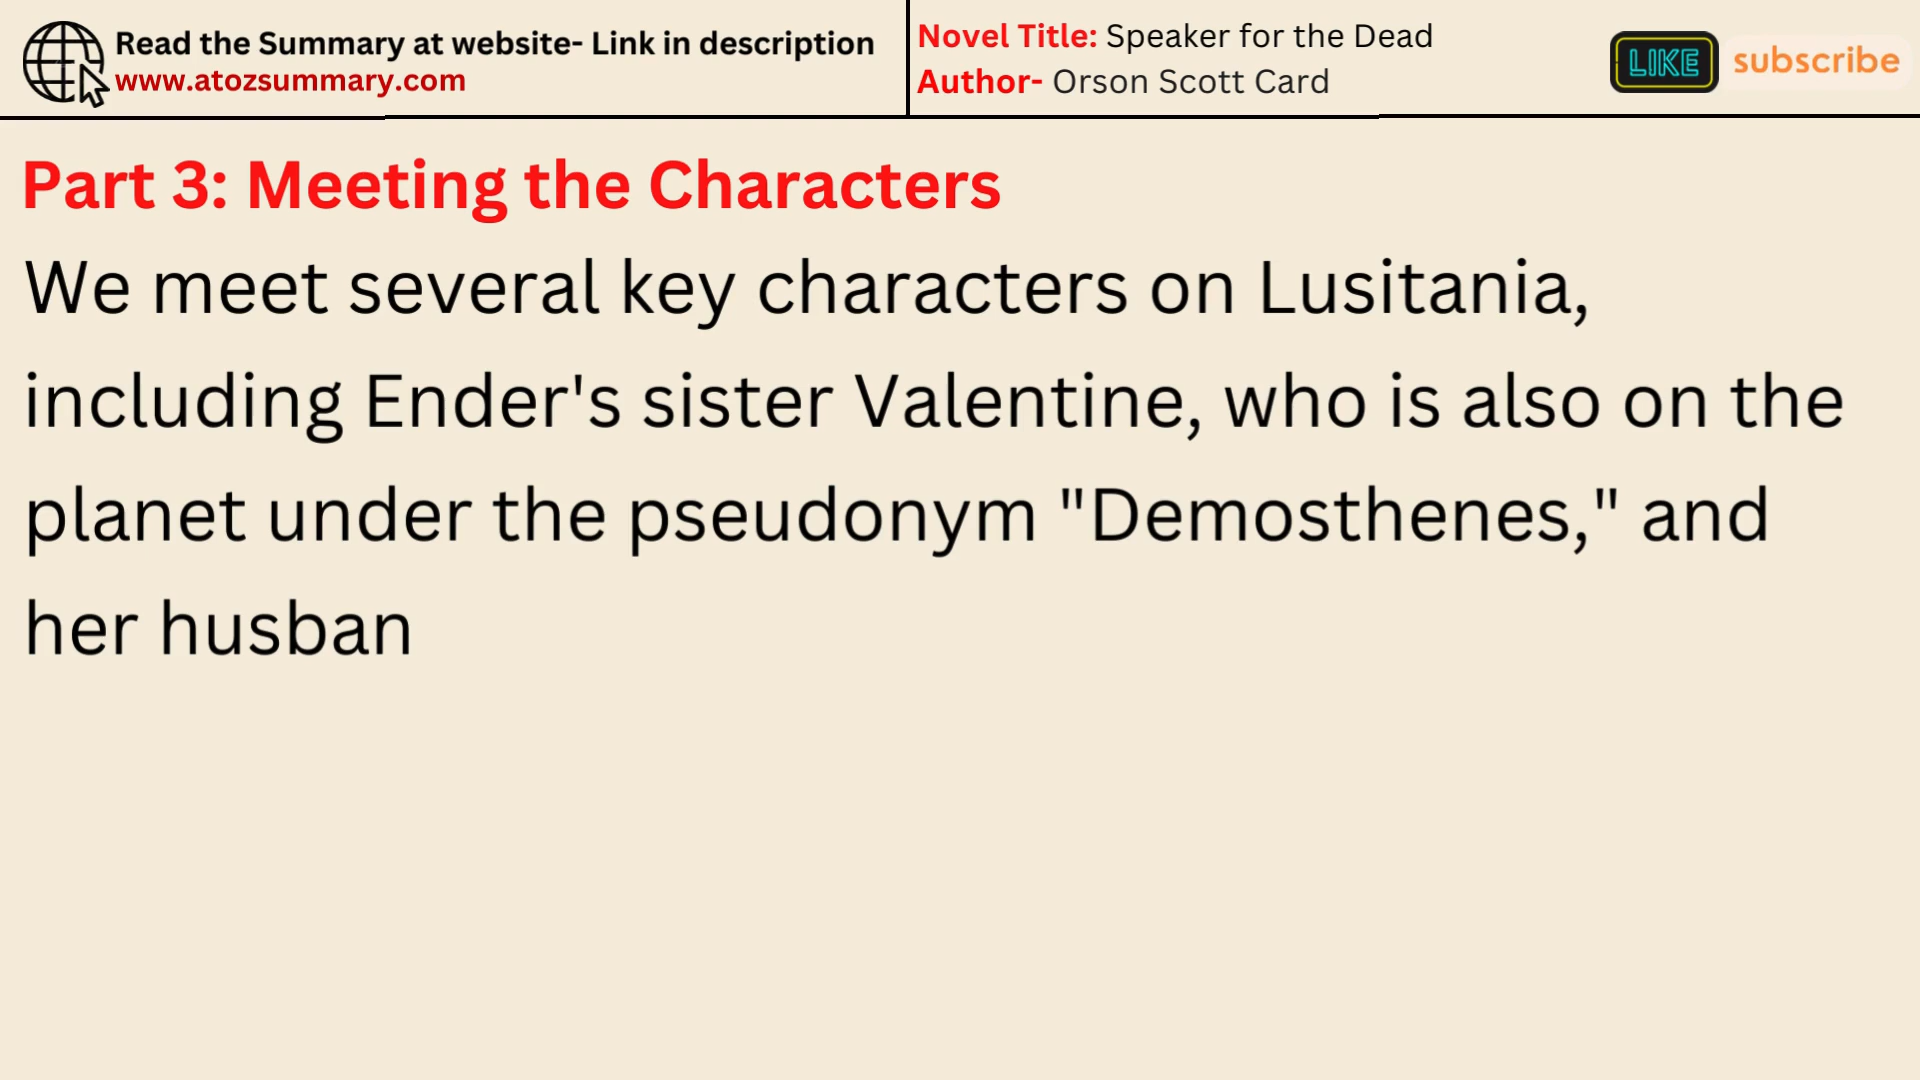 Read the Summary at website- Link in description
www.atozsummary.com
Novel Title: Speaker for the Dead
Author- Orson Scott Card
LIKE
subscribe
Part 3: Meeting the Characters
We meet several key characters on Lusitania,
including Ender's sister Valentine, who is also on the
planet under the pseudonym "Demosthenes," and
her husban